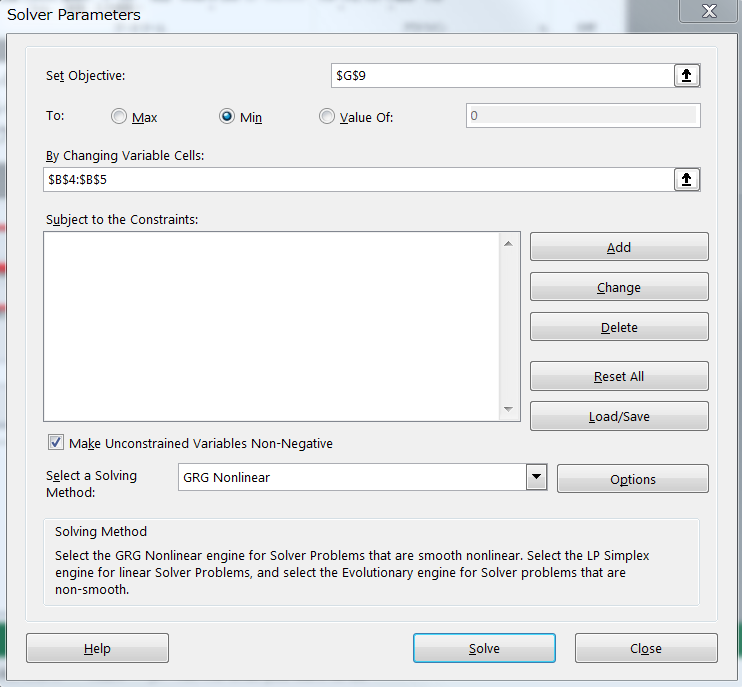 Solver Parameters
Set Objective:
$G$9
To:
Max
Min
Value Of:
0
By Changing Variable Cells:
$B$4:$B$5
Subject to the Constraints:
Add
Change
Delete
Reset All
Load/Save
Make Unconstrained Variables Non-Negative
Select a Solving
Method:
GRG Nonlinear
Options
Solving Method
Select the GRG Nonlinear engine for Solver Problems that are smooth nonlinear. Select the LP Simplex
engine for linear Solver Problems, and select the Evolutionary engine for Solver problems that are
non-smooth.
Help
Solve
Close